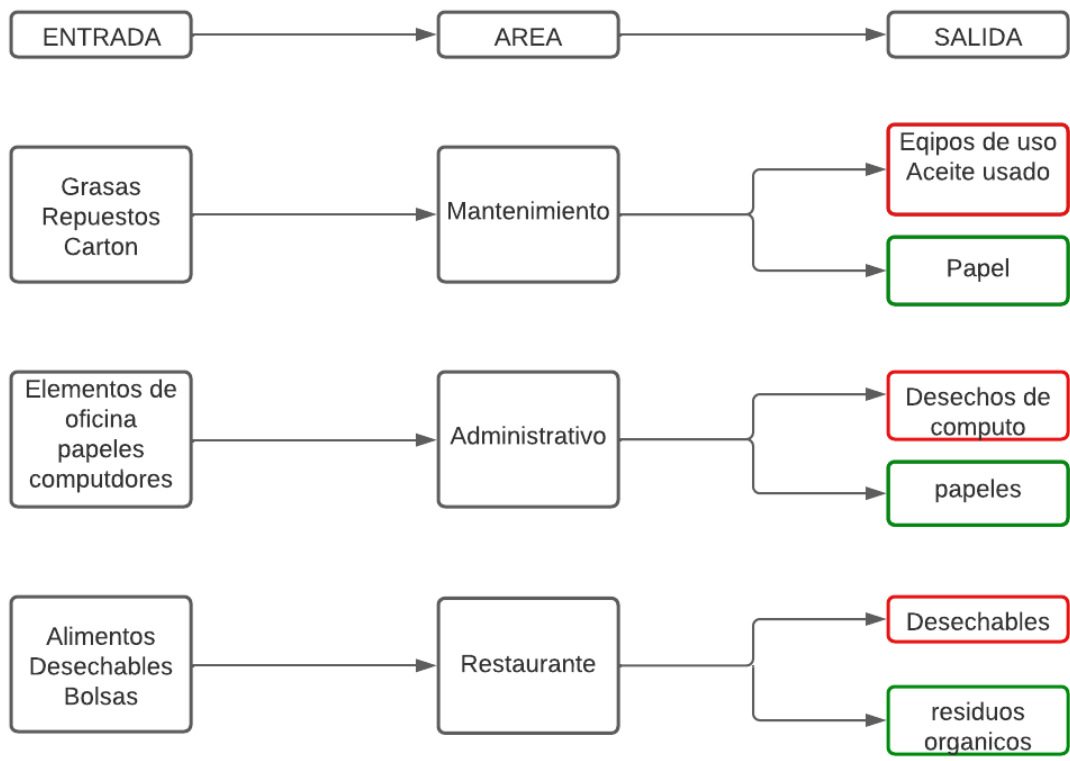 ENTRADA
AREA
SALIDA
Grasas
Repuestos
Carton
Mantenimiento
Eqipos de uso
Aceite usado
Papel
Elementos de
oficina
papeles
computdores
Administrativo
Desechos de
computo
papeles
Alimentos
Desechables
Bolsas
Restaurante
Desechables
residuos
organicos